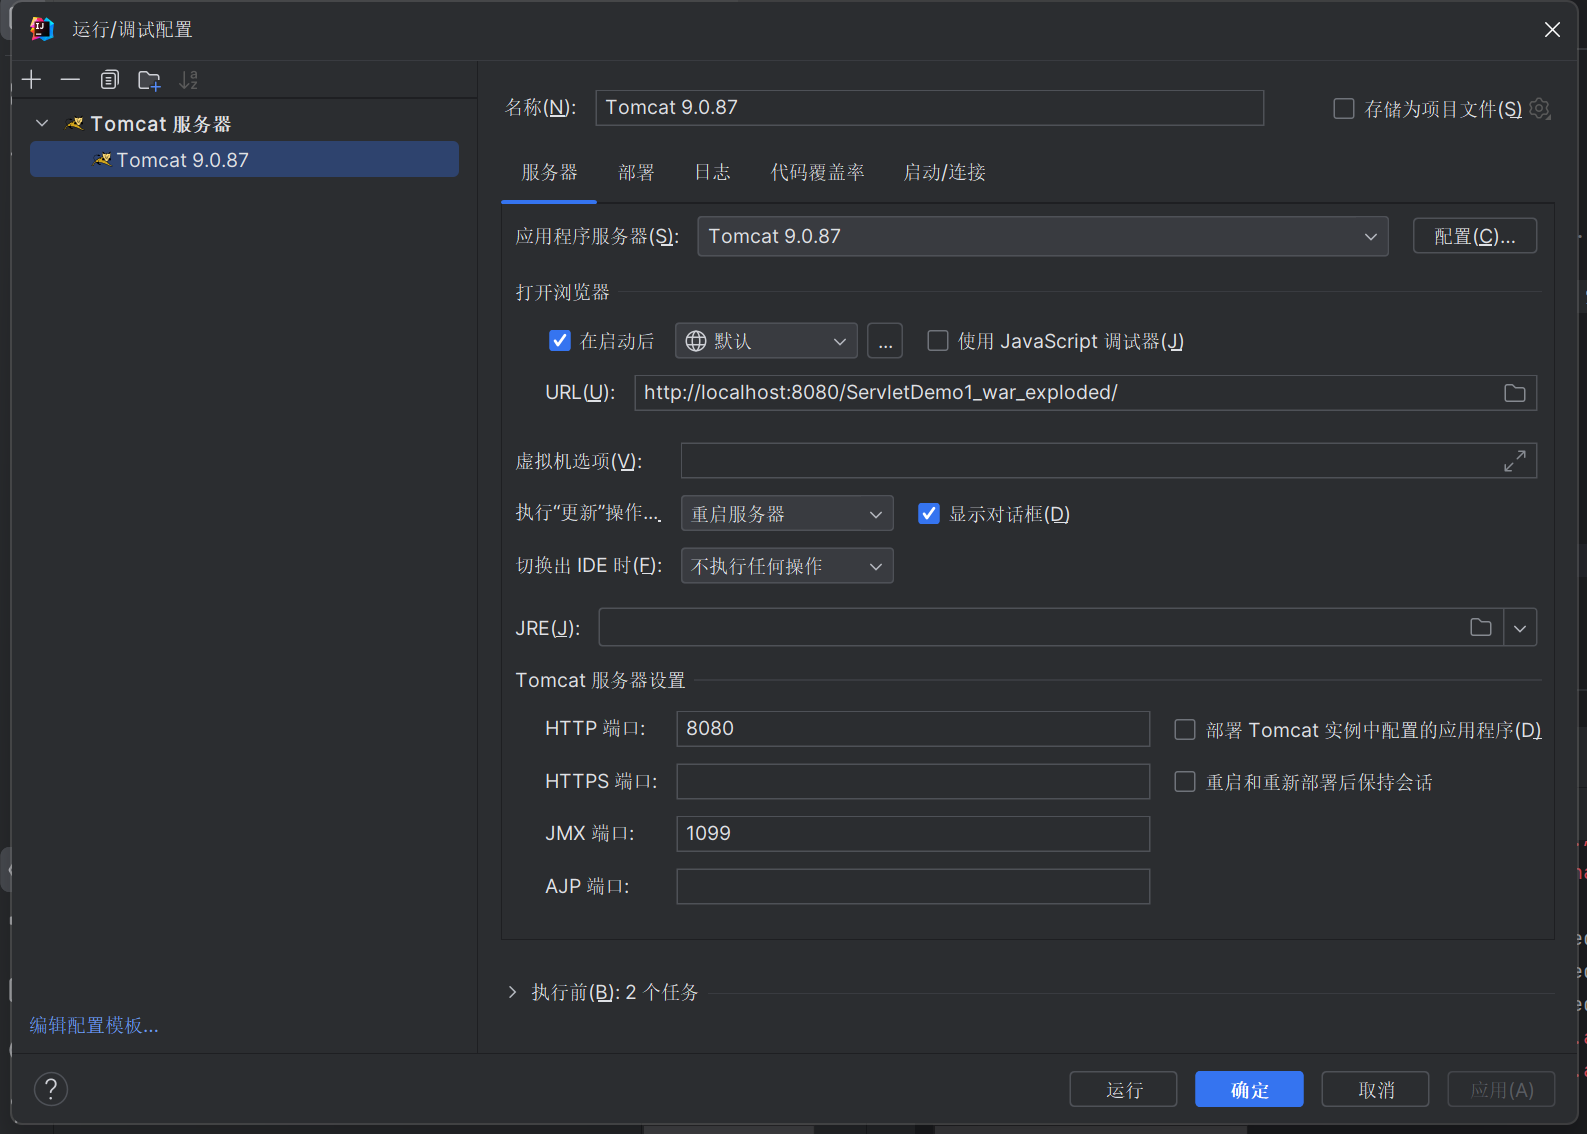 运行/调试配置
名称(N):
Tomcat 9.0.87
存储为项目文件(S)
Tomcat 服务器
Tomcat 9.0.87
服务器
部署
日志
代码覆盖率
启动/连接
应用程序服务器(S):
Tomcat 9.0.87
配置(C)...
打开浏览器
在启动后
默认
...
使用 JavaScript 调试器(J)
URL(U):
http://localhost:8080/ServletDemo1_war_exploded/
虚拟机选项(V):
执行“更新”操作...
重启服务器
显示对话框(D)
切换出 IDE 时(F):
不执行任何操作
JRE(J):
Tomcat 服务器设置
HTTP 端口:
8080
部署 Tomcat 实例中配置的应用程序(D)
HTTPS 端口:
重启和重新部署后保持会话
JMX 端口:
1099
AJP 端口:
执行前(B): 2 个任务
编辑配置模板...
?
运行
确定
取消
应用(A)